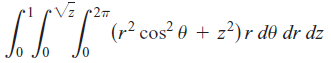 ∫₀¹ ∫₀^√z ∫₀^2π (r² cos² θ + z²) r dθ dr dz